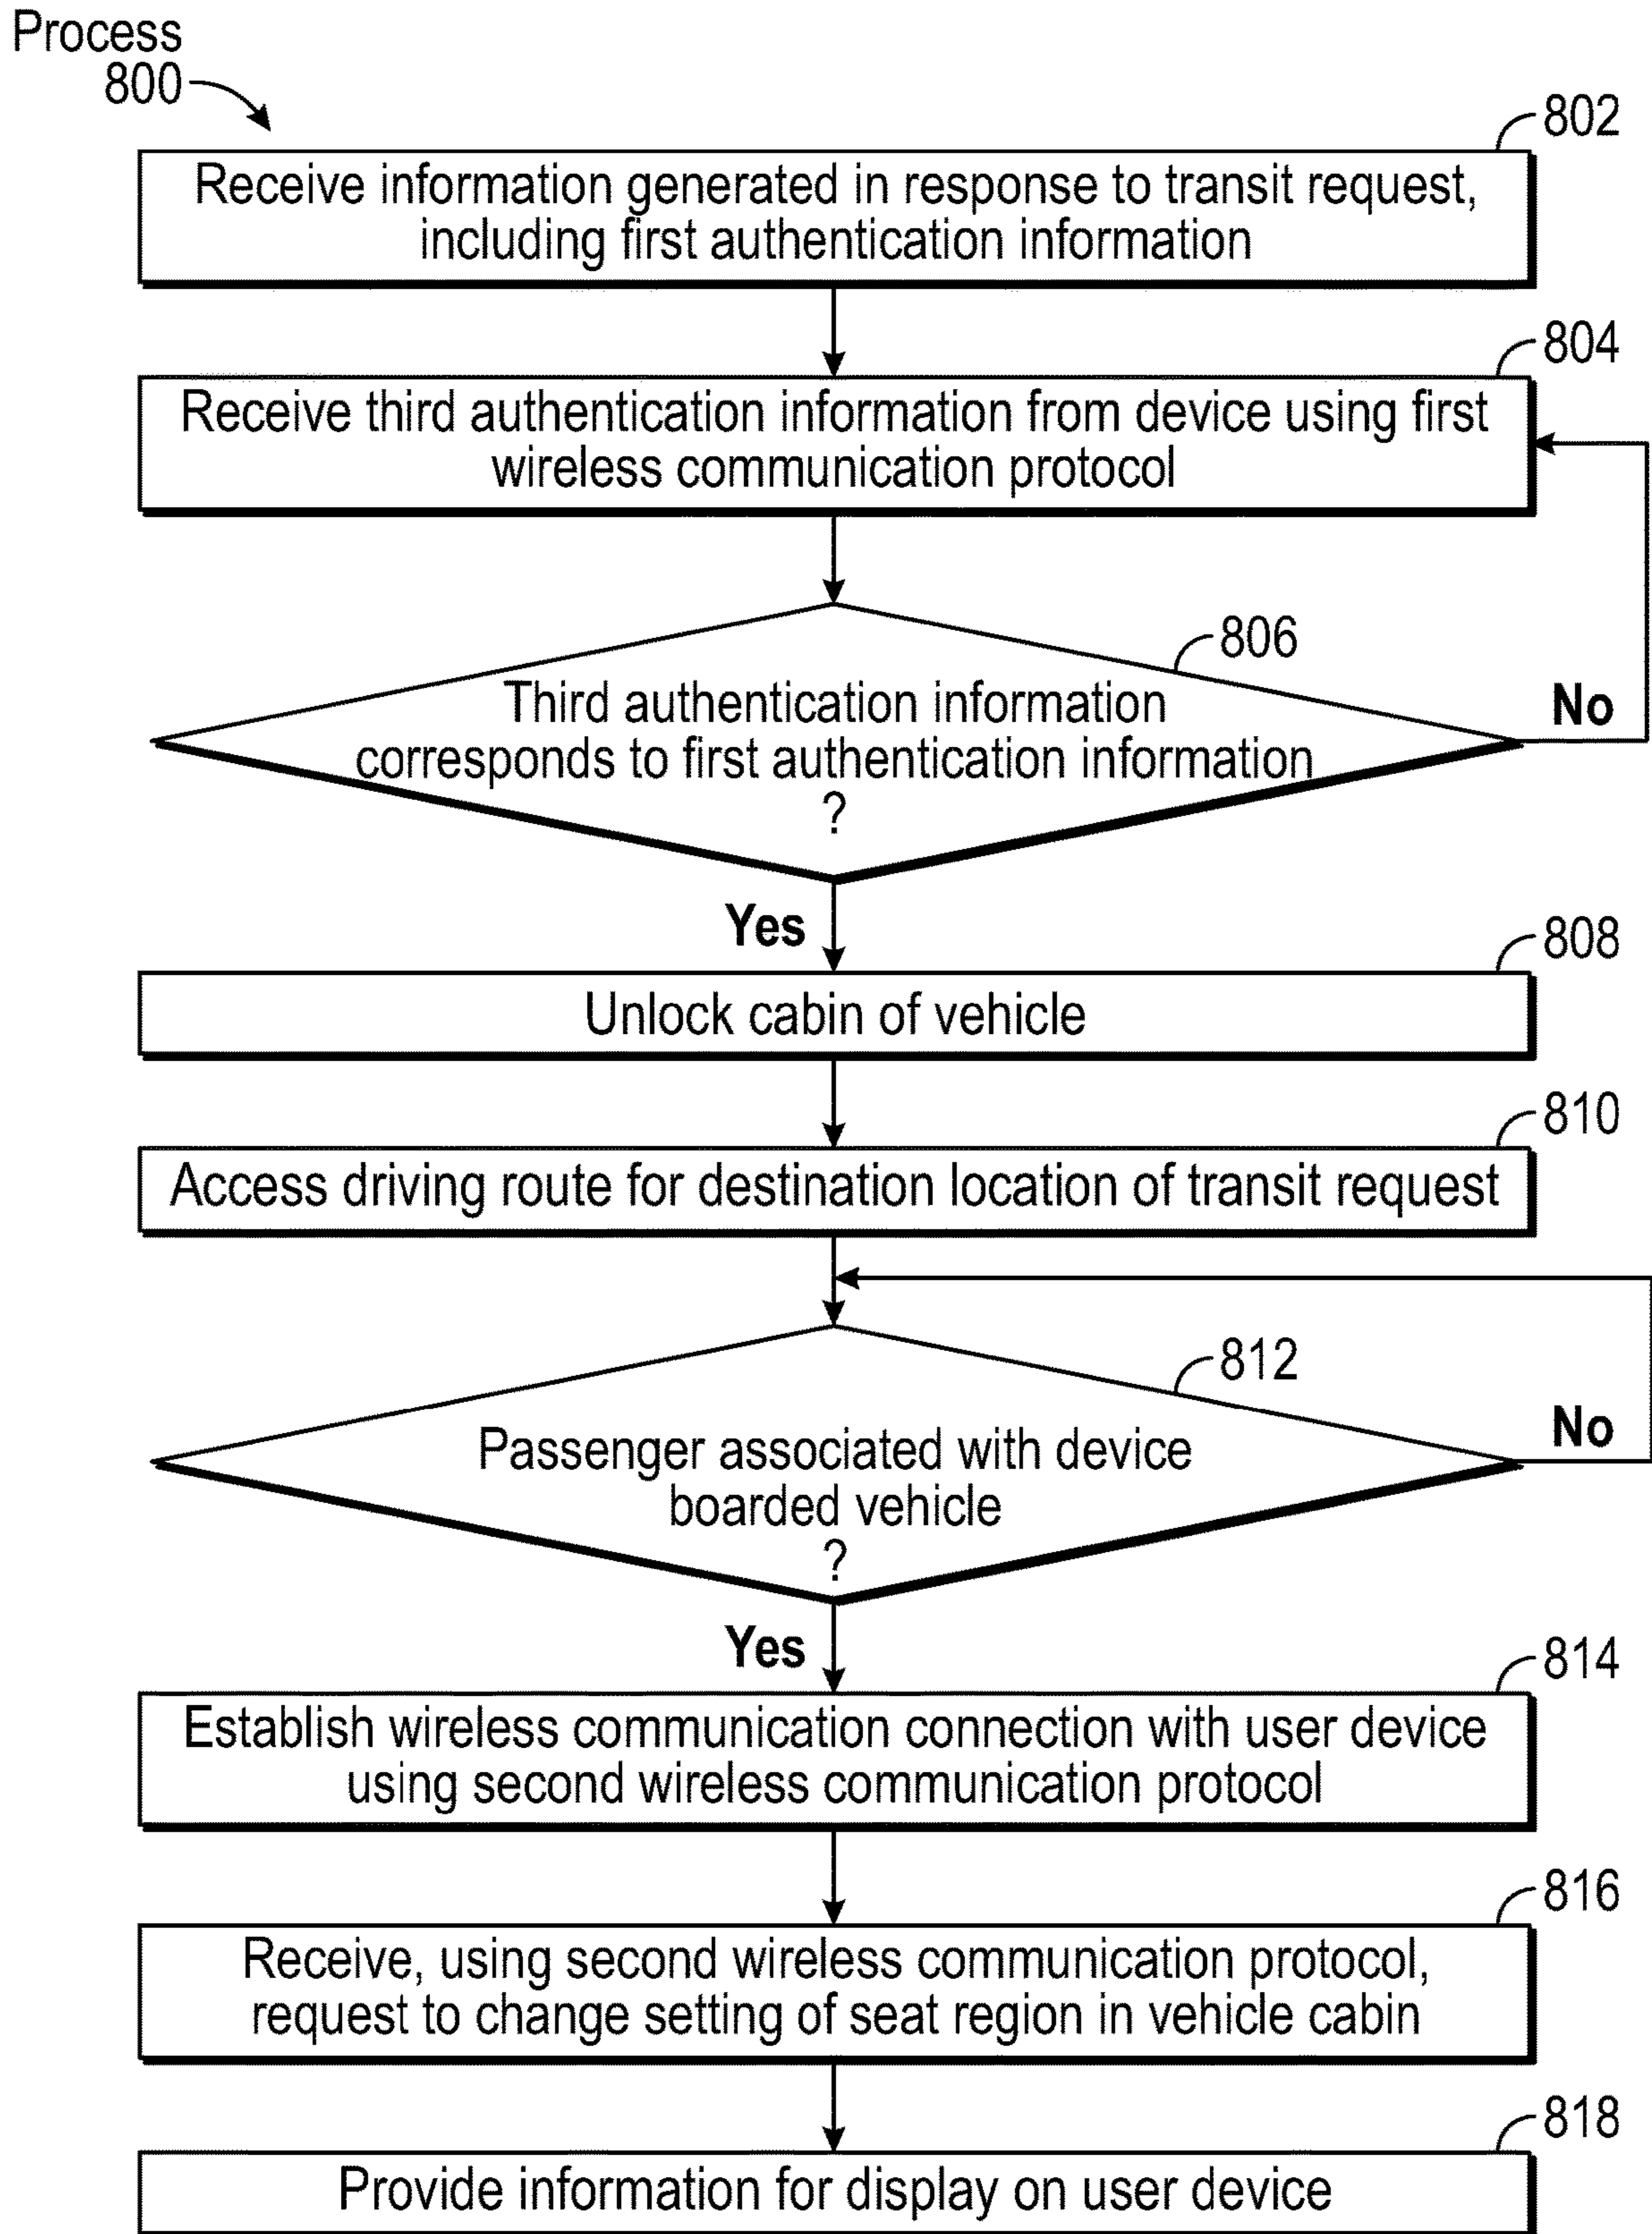 Process
800
802
Receive information generated in response to transit request,
including first authentication information
804
Receive third authentication information from device using first
wireless communication protocol
806
Third authentication information
corresponds to first authentication information
?
No
Yes
808
Unlock cabin of vehicle
810
Access driving route for destination location of transit request
812
Passenger associated with device
boarded vehicle
?
No
Yes
814
Establish wireless communication connection with user device
using second wireless communication protocol
816
Receive, using second wireless communication protocol,
request to change setting of seat region in vehicle cabin
818
Provide information for display on user device